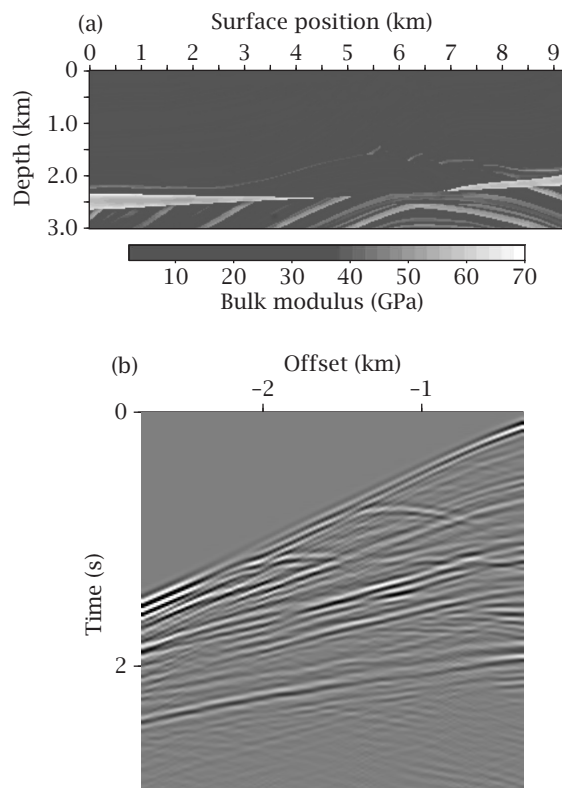 (a)
Surface position (km)
0 1 2 3 4 5 6 7 8 9
Depth (km)
0
1.0
2.0
3.0
10 20 30 40 50 60 70
Bulk modulus (GPa)
(b)
Offset (km)
–2 –1
Time (s)
0
2